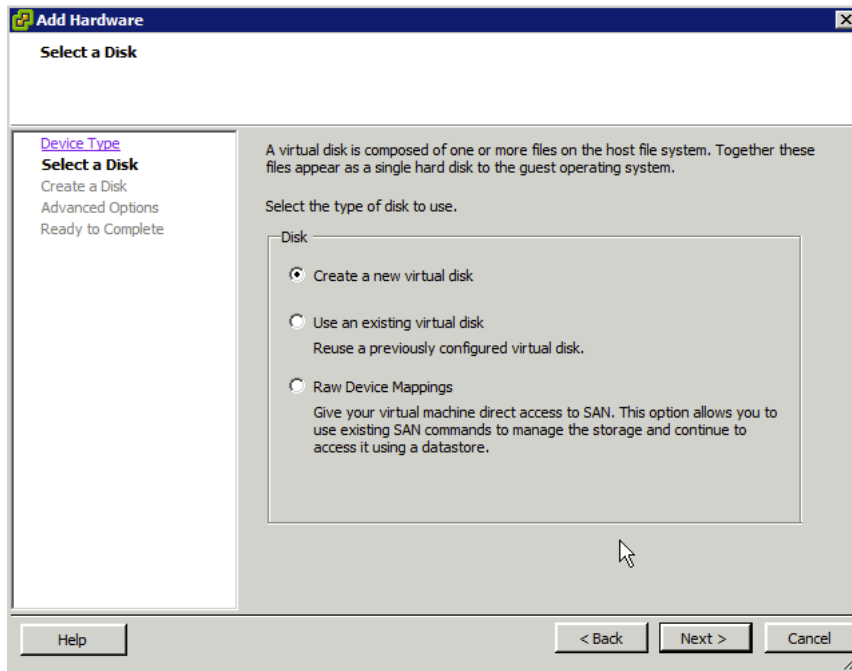 Add Hardware
Select a Disk
Device Type
Select a Disk
Create a Disk
Advanced Options
Ready to Complete
A virtual disk is composed of one or more files on the host file system. Together these
files appear as a single hard disk to the guest operating system.
Select the type of disk to use.
Disk
Create a new virtual disk
Use an existing virtual disk
Reuse a previously configured virtual disk.
Raw Device Mappings
Give your virtual machine direct access to SAN. This option allows you to
use existing SAN commands to manage the storage and continue to
access it using a datastore.
Help
< Back
Next >
Cancel